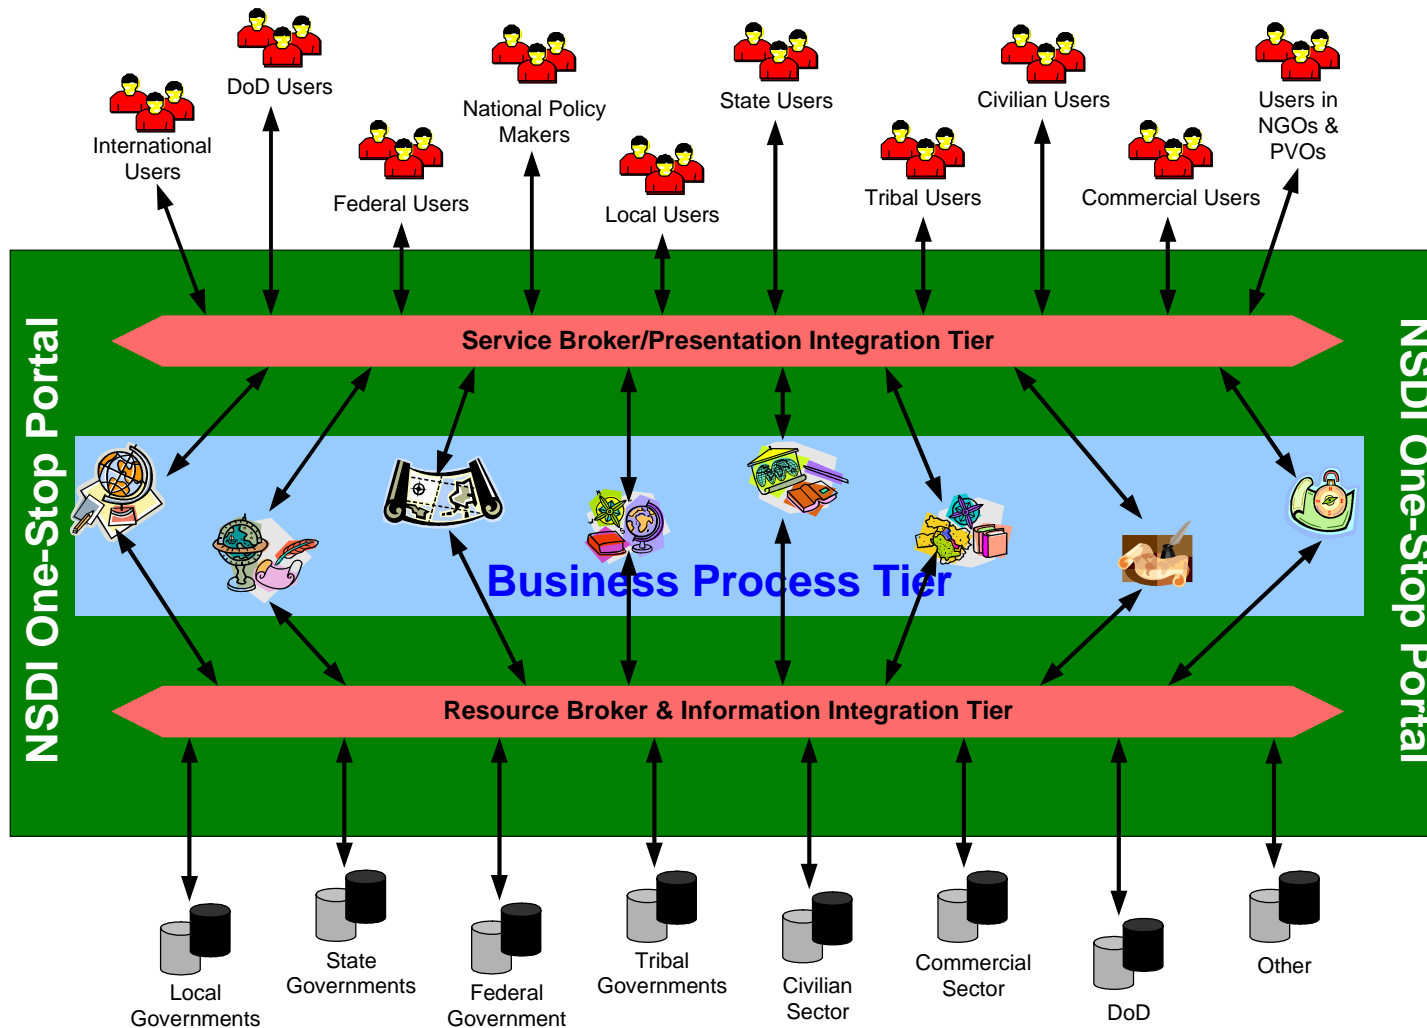 DoD Users
International
Users
Federal Users
National Policy
Makers
Local Users
State Users
Tribal Users
Civilian Users
Commercial Users
Users in
NGOs &
PVOs
NSDI One-Stop Portal
Service Broker/Presentation Integration Tier
Business Process Tier
Resource Broker & Information Integration Tier
NSDI One-Stop Portal
Local
Governments
State
Governments
Federal
Government
Tribal
Governments
Civilian
Sector
Commercial
Sector
DoD
Other